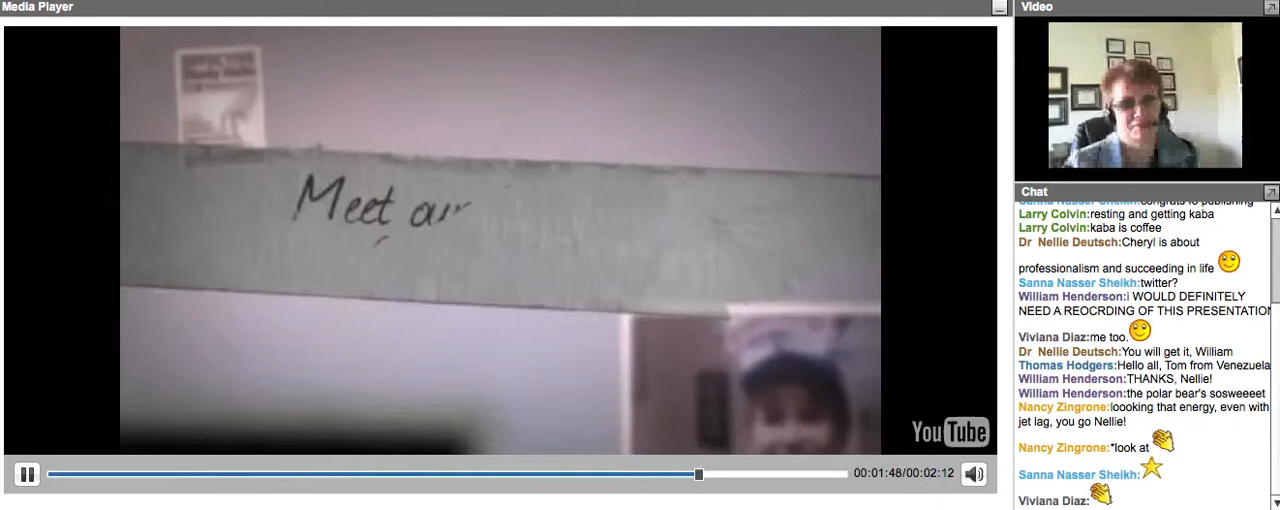 Media Player
Meet ar
YouTube
00:01:48/00:02:12
Video
Chat
Larry Colvin:resting and getting kaba
Larry Colvin:kaba is coffee
Dr Nellie Deutsch:Cheryl is about
professionalism and succeeding in life
Sanna Nasser Sheikh:twitter?
William Henderson:i WOULD DEFINITELY
NEED A REOCRDING OF THIS PRESENTATION
Viviana Diaz:me too.
Dr Nellie Deutsch:You will get it, William
Thomas Hodgers:Hello all, Tom from Venezuela
William Henderson:THANKS, Nellie!
William Henderson:the polar bear's sosweeeet
Nancy Zingrone:loooking that energy, even with
jet lag, you go Nellie!
Nancy Zingrone:*look at
Sanna Nasser Sheikh:
Viviana Diaz: